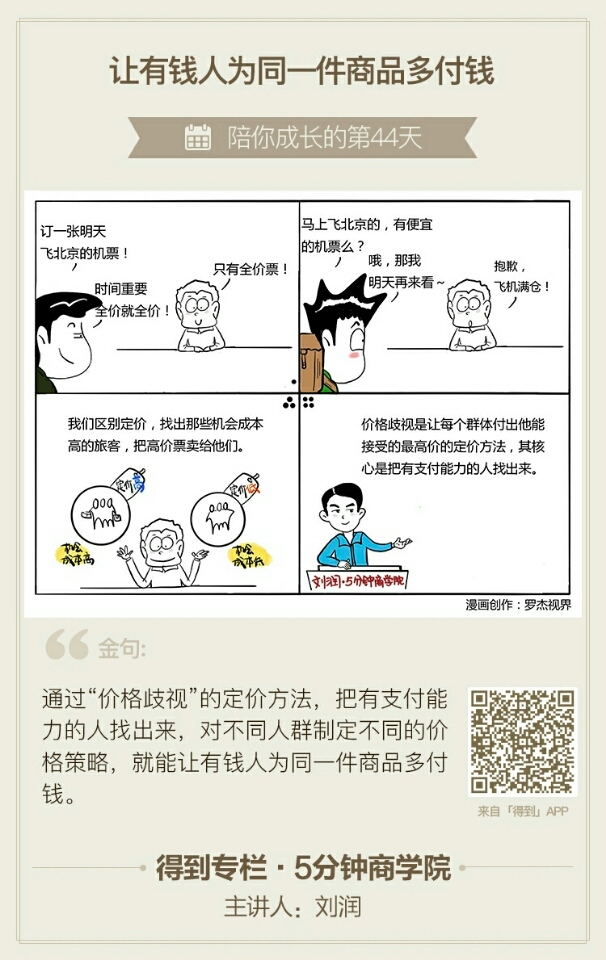 让有钱人为同一件商品多付钱
陪你成长的第44天
订一张明天
飞北京的机票！
只有全价票！
时间重要
全价就全价！
马上飞北京的，有便宜
的机票么？
哦，那我
明天再来看~
抱歉，
飞机满仓！
我们区别定价，找出那些机会成本
高的旅客，把高价票卖给他们。
定价高
定价低
机会
成本高
机会
成本低
价格歧视是让每个群体付出他能
接受的最高价的定价方法，其核
心是把有支付能力的人找出来。
刘润·5分钟商学院
漫画创作：罗杰视界
金句:
通过“价格歧视”的定价方法，把有支付能
力的人找出来，对不同人群制定不同的价
格策略，就能让有钱人为同一件商品多付
钱。
来自「得到」APP
得到专栏·5分钟商学院
主讲人：刘润